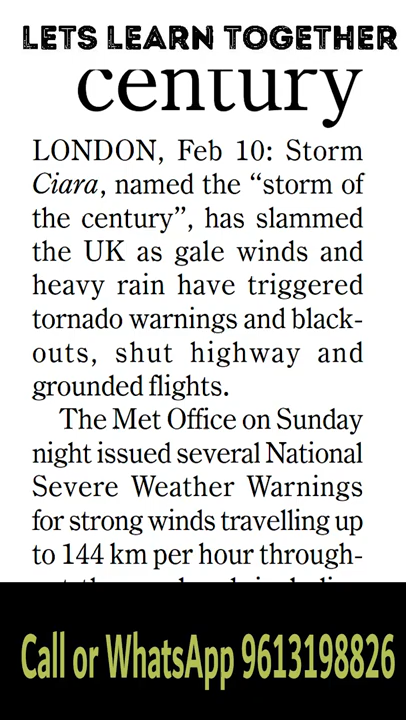 LETS LEARN TOGETHER
century
LONDON, Feb 10: Storm
Ciara, named the “storm of
the century”, has slammed
the UK as gale winds and
heavy rain have triggered
tornado warnings and black-
outs, shut highway and
grounded flights.
The Met Office on Sunday
night issued several National
Severe Weather Warnings
for strong winds travelling up
to 144 km per hour through-
Call or WhatsApp 9613198826